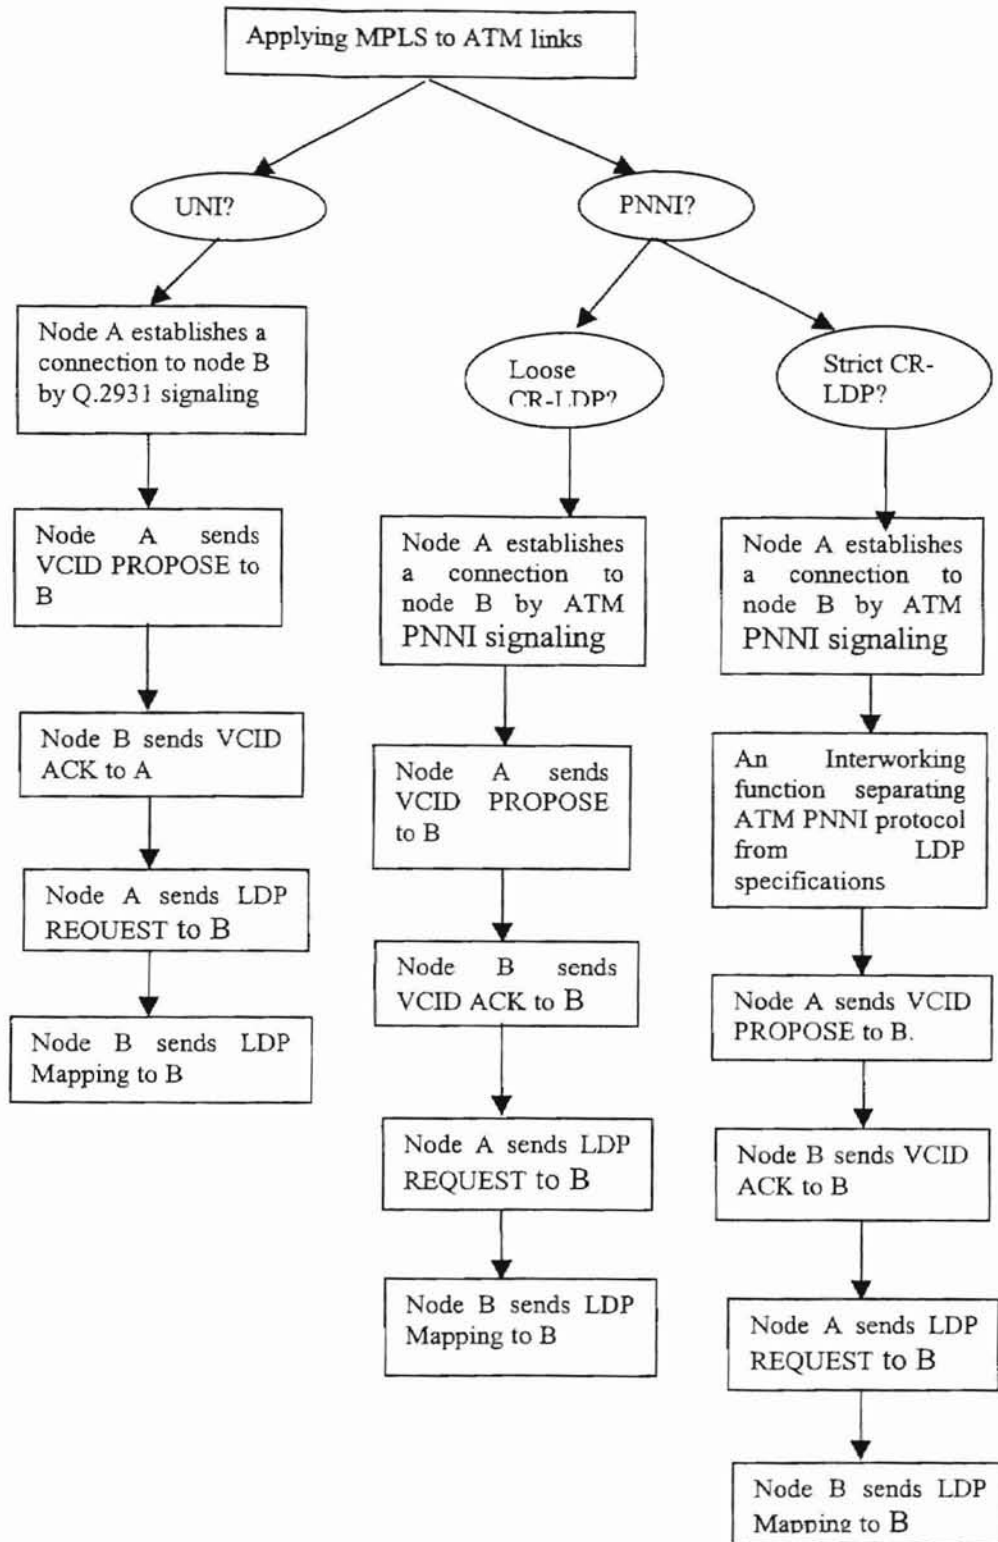 Applying MPLS to ATM links
UNI?
PNNI?
Node A establishes a
connection to node B
by Q.2931 signaling
Node A sends
VCID PROPOSE to
B
Node B sends VCID
ACK to A
Node A sends LDP
REQUEST to B
Node B sends LDP
Mapping to B
Loose
CR-LDP?
Node A establishes
a connection to
node B by ATM
PNNI signaling
Node A sends
VCID PROPOSE
to B
Node B sends
VCID ACK to B
Node A sends LDP
REQUEST to B
Node B sends LDP
Mapping to B
Strict CR-
LDP?
Node A establishes
a connection to
node B by ATM
PNNI signaling
An Interworking
function separating
ATM PNNI protocol
from LDP
specifications
Node A sends VCID
PROPOSE to B.
Node B sends VCID
ACK to B
Node A sends LDP
REQUEST to B
Node B sends LDP
Mapping to B